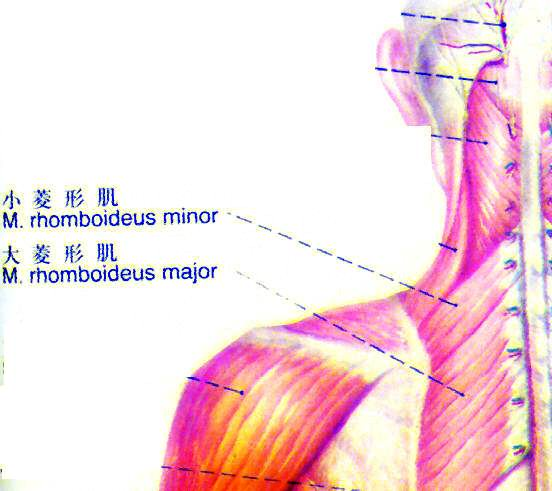 小菱形肌
M. rhomboideus minor
大菱形肌
M. rhomboideus major